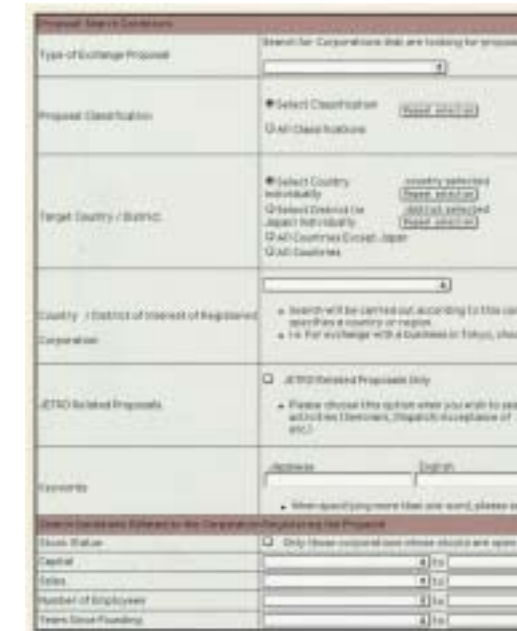 Proposal Search Conditions
Type of Exchange Proposal
Search for Corporations that are looking for
Proposal Classification
Select Classification
Reset selection
All Classifications
Target Country / District
Select Country
Individually
country selected
Reset selection
Select District (in
Japan) Individually
district selected
Reset selection
All Countries Except Japan
All Countries
Country / District of Interest of Registered
Corporation
Search will be carried out according to this
specifies a country or region
i.e. For exchange with a business in Tokyo,
JETRO Related Proposals
JETRO Related Proposals Only
Please choose this option when you wish to
activities (Seminars, Dispatch/Acceptance of
etc.)
Keywords
Japanese
English
When specifying more than one word, please
Search Conditions Related to the Corporation Registering the Proposal
Stock Status
Only those corporations whose stocks are open
Capital
to
Sales
to
Number of Employees
to
Years Since Founding
to